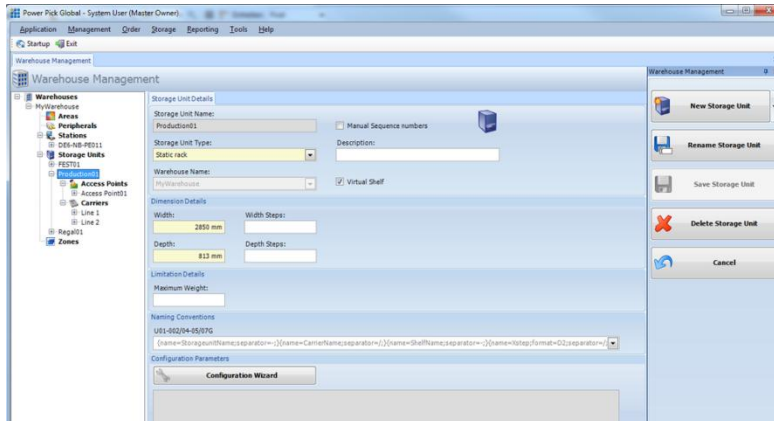 Power Pick Global - System User (Master Owner)
Application Management Order Storage Reporting Tools Help
Startup Exit
Warehouse Management
Warehouse Management
Warehouses
MyWarehouse
Areas
Peripherals
Stations
DE6-NB-PE011
Storage Units
FEST01
Production01
Access Points
Access Point01
Carriers
Line 1
Line 2
Regal01
Zones
Storage Unit Details
Storage Unit Name:
Production01
Manual Sequence numbers
Storage Unit Type:
Description:
Static rack
Warehouse Name:
MyWarehouse
Virtual Shelf
Dimension Details
Width:
Width Steps:
2850 mm
Depth:
Depth Steps:
813 mm
Limitation Details
Maximum Weight:
Naming Conventions
U01-002/04-05/07G
{name=StorageunitName;separator=-;}{name=CarrierName;separator=/;}{name=ShelfName;separator=-;}{name=Xstep;format=D2;separator=/;
Configuration Parameters
Configuration Wizard
Warehouse Management
New Storage Unit
Rename Storage Unit
Save Storage Unit
Delete Storage Unit
Cancel